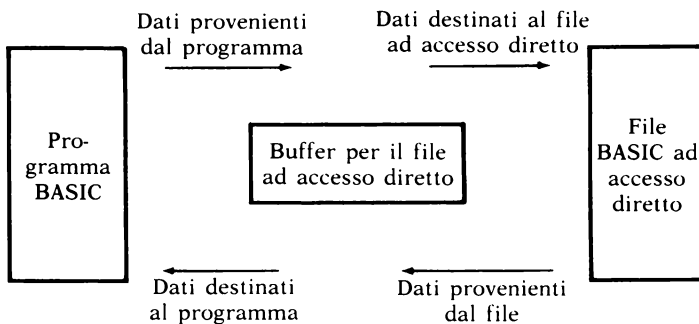 Dati provenienti
dal programma
Dati destinati al file
ad accesso diretto
Pro-
gramma
BASIC
Buffer per il file
ad accesso diretto
File
BASIC ad
accesso
diretto
Dati destinati
al programma
Dati provenienti
dal file